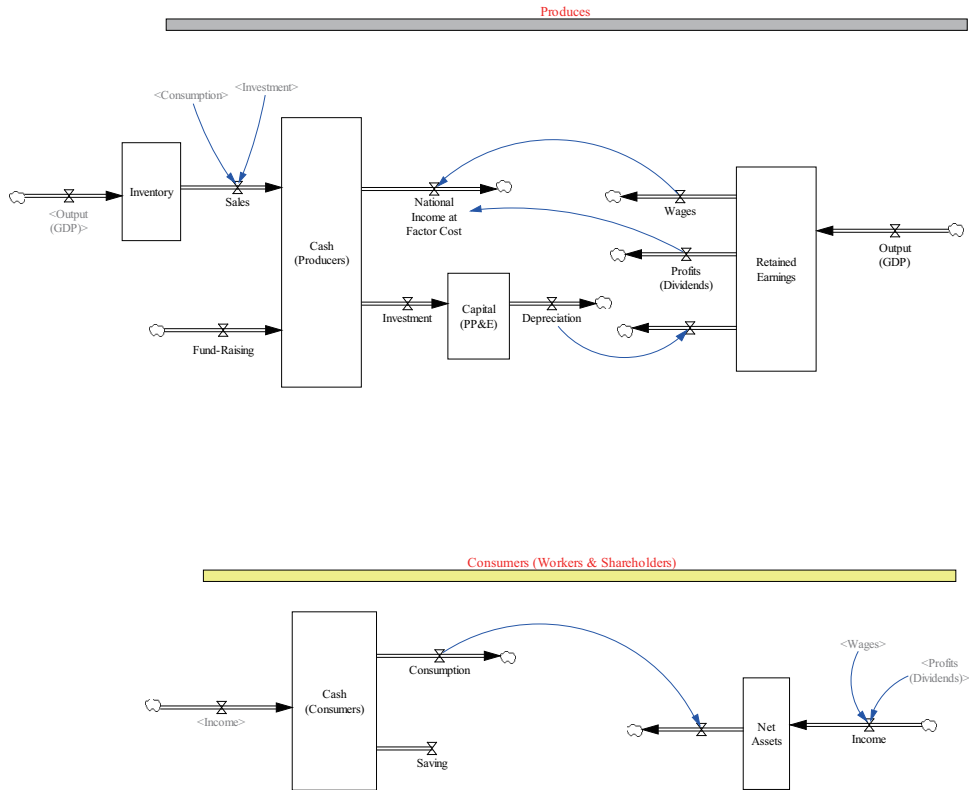 Produces
<Investment>
<Consumption>
Inventory
Sales
<Output
(GDP)>
Cash
(Producers)
National
Income at
Factor Cost
Wages
Profits
(Dividends)
Retained
Earnings
Output
(GDP)
Investment
Capital
(PP&E)
Depreciation
Fund-Raising
Consumers (Workers & Shareholders)
Cash
(Consumers)
Consumption
<Income>
Saving
<Wages>
<Profits
(Dividends)>
Net
Assets
Income